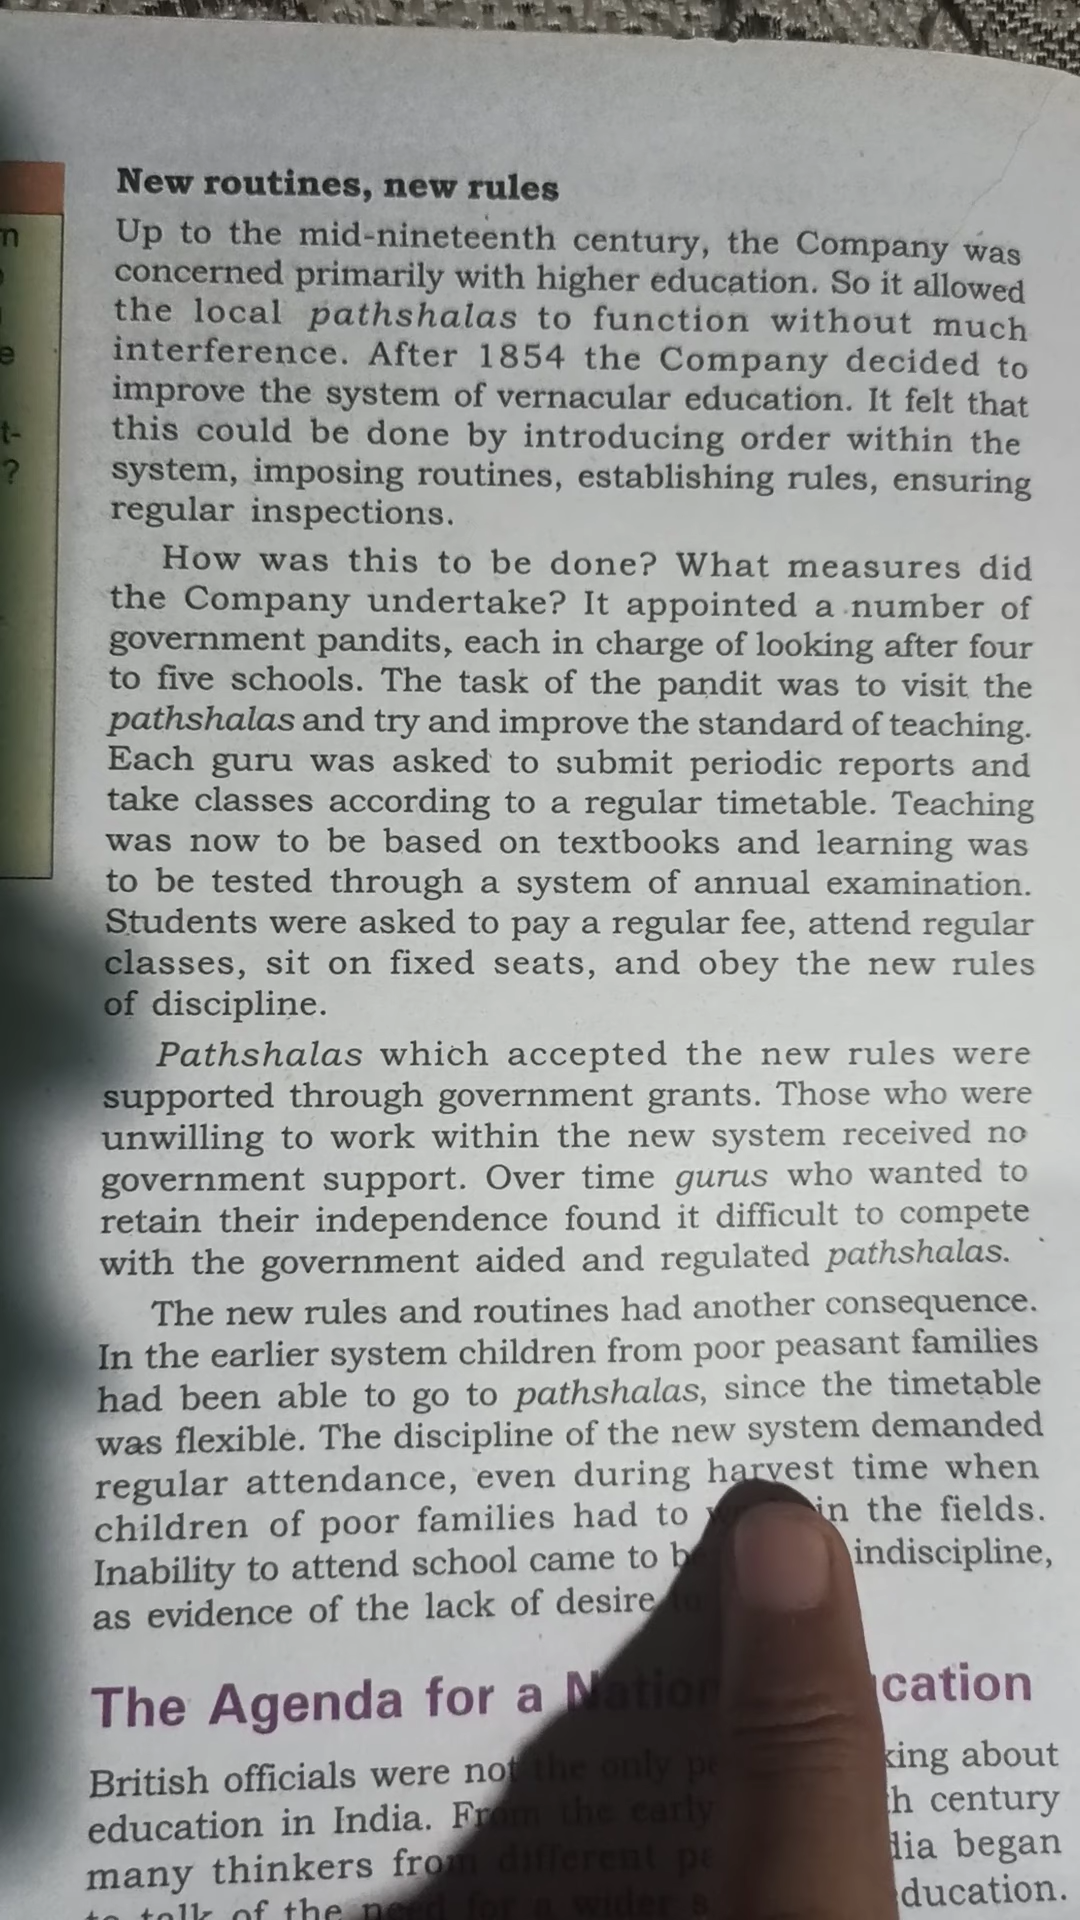 New routines, new rules
Up to the mid-nineteenth century, the Company was
concerned primarily with higher education. So it allowed
the local pathshalas to function without much
interference. After 1854 the Company decided to
improve the system of vernacular education. It felt that
this could be done by introducing order within the
system, imposing routines, establishing rules, ensuring
regular inspections.
How was this to be done? What measures did
the Company undertake? It appointed a number of
government pandits, each in charge of looking after four
to five schools. The task of the pandit was to visit the
pathshalas and try and improve the standard of teaching.
Each guru was asked to submit periodic reports and
take classes according to a regular timetable. Teaching
was now to be based on textbooks and learning was
to be tested through a system of annual examination.
Students were asked to pay a regular fee, attend regular
classes, sit on fixed seats, and obey the new rules
of discipline.
Pathshalas which accepted the new rules were
supported through government grants. Those who were
unwilling to work within the new system received no
government support. Over time gurus who wanted to
retain their independence found it difficult to compete
with the government aided and regulated pathshalas.
The new rules and routines had another consequence.
In the earlier system children from poor peasant families
had been able to go to pathshalas, since the timetable
was flexible. The discipline of the new system demanded
regular attendance, even during harvest time when
children of poor families had to in the fields.
Inability to attend school came to indiscipline,
as evidence of the lack of desire to
The Agenda for a
British officials were not the only about
education in India. From the early century
many thinkers from different began
to talk of the need for a wider